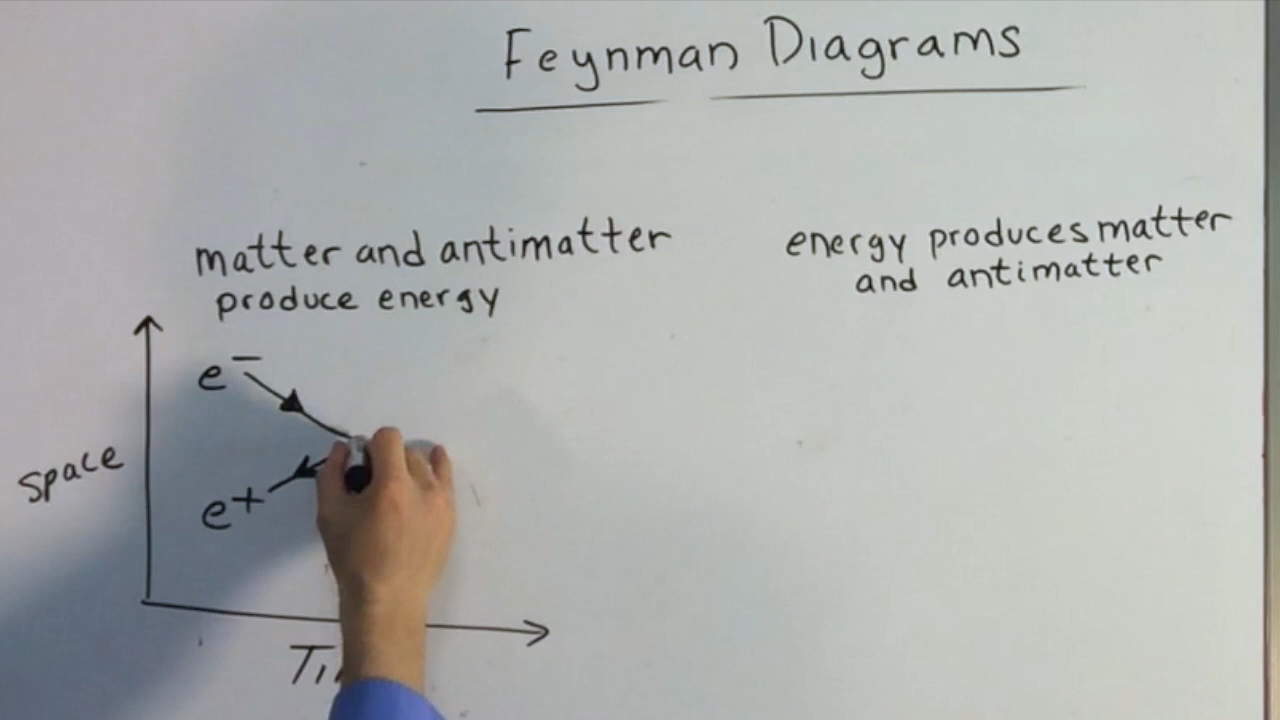 Feynman Diagrams
matter and antimatter
produce energy
energy produces matter
and antimatter
e−
space
e+